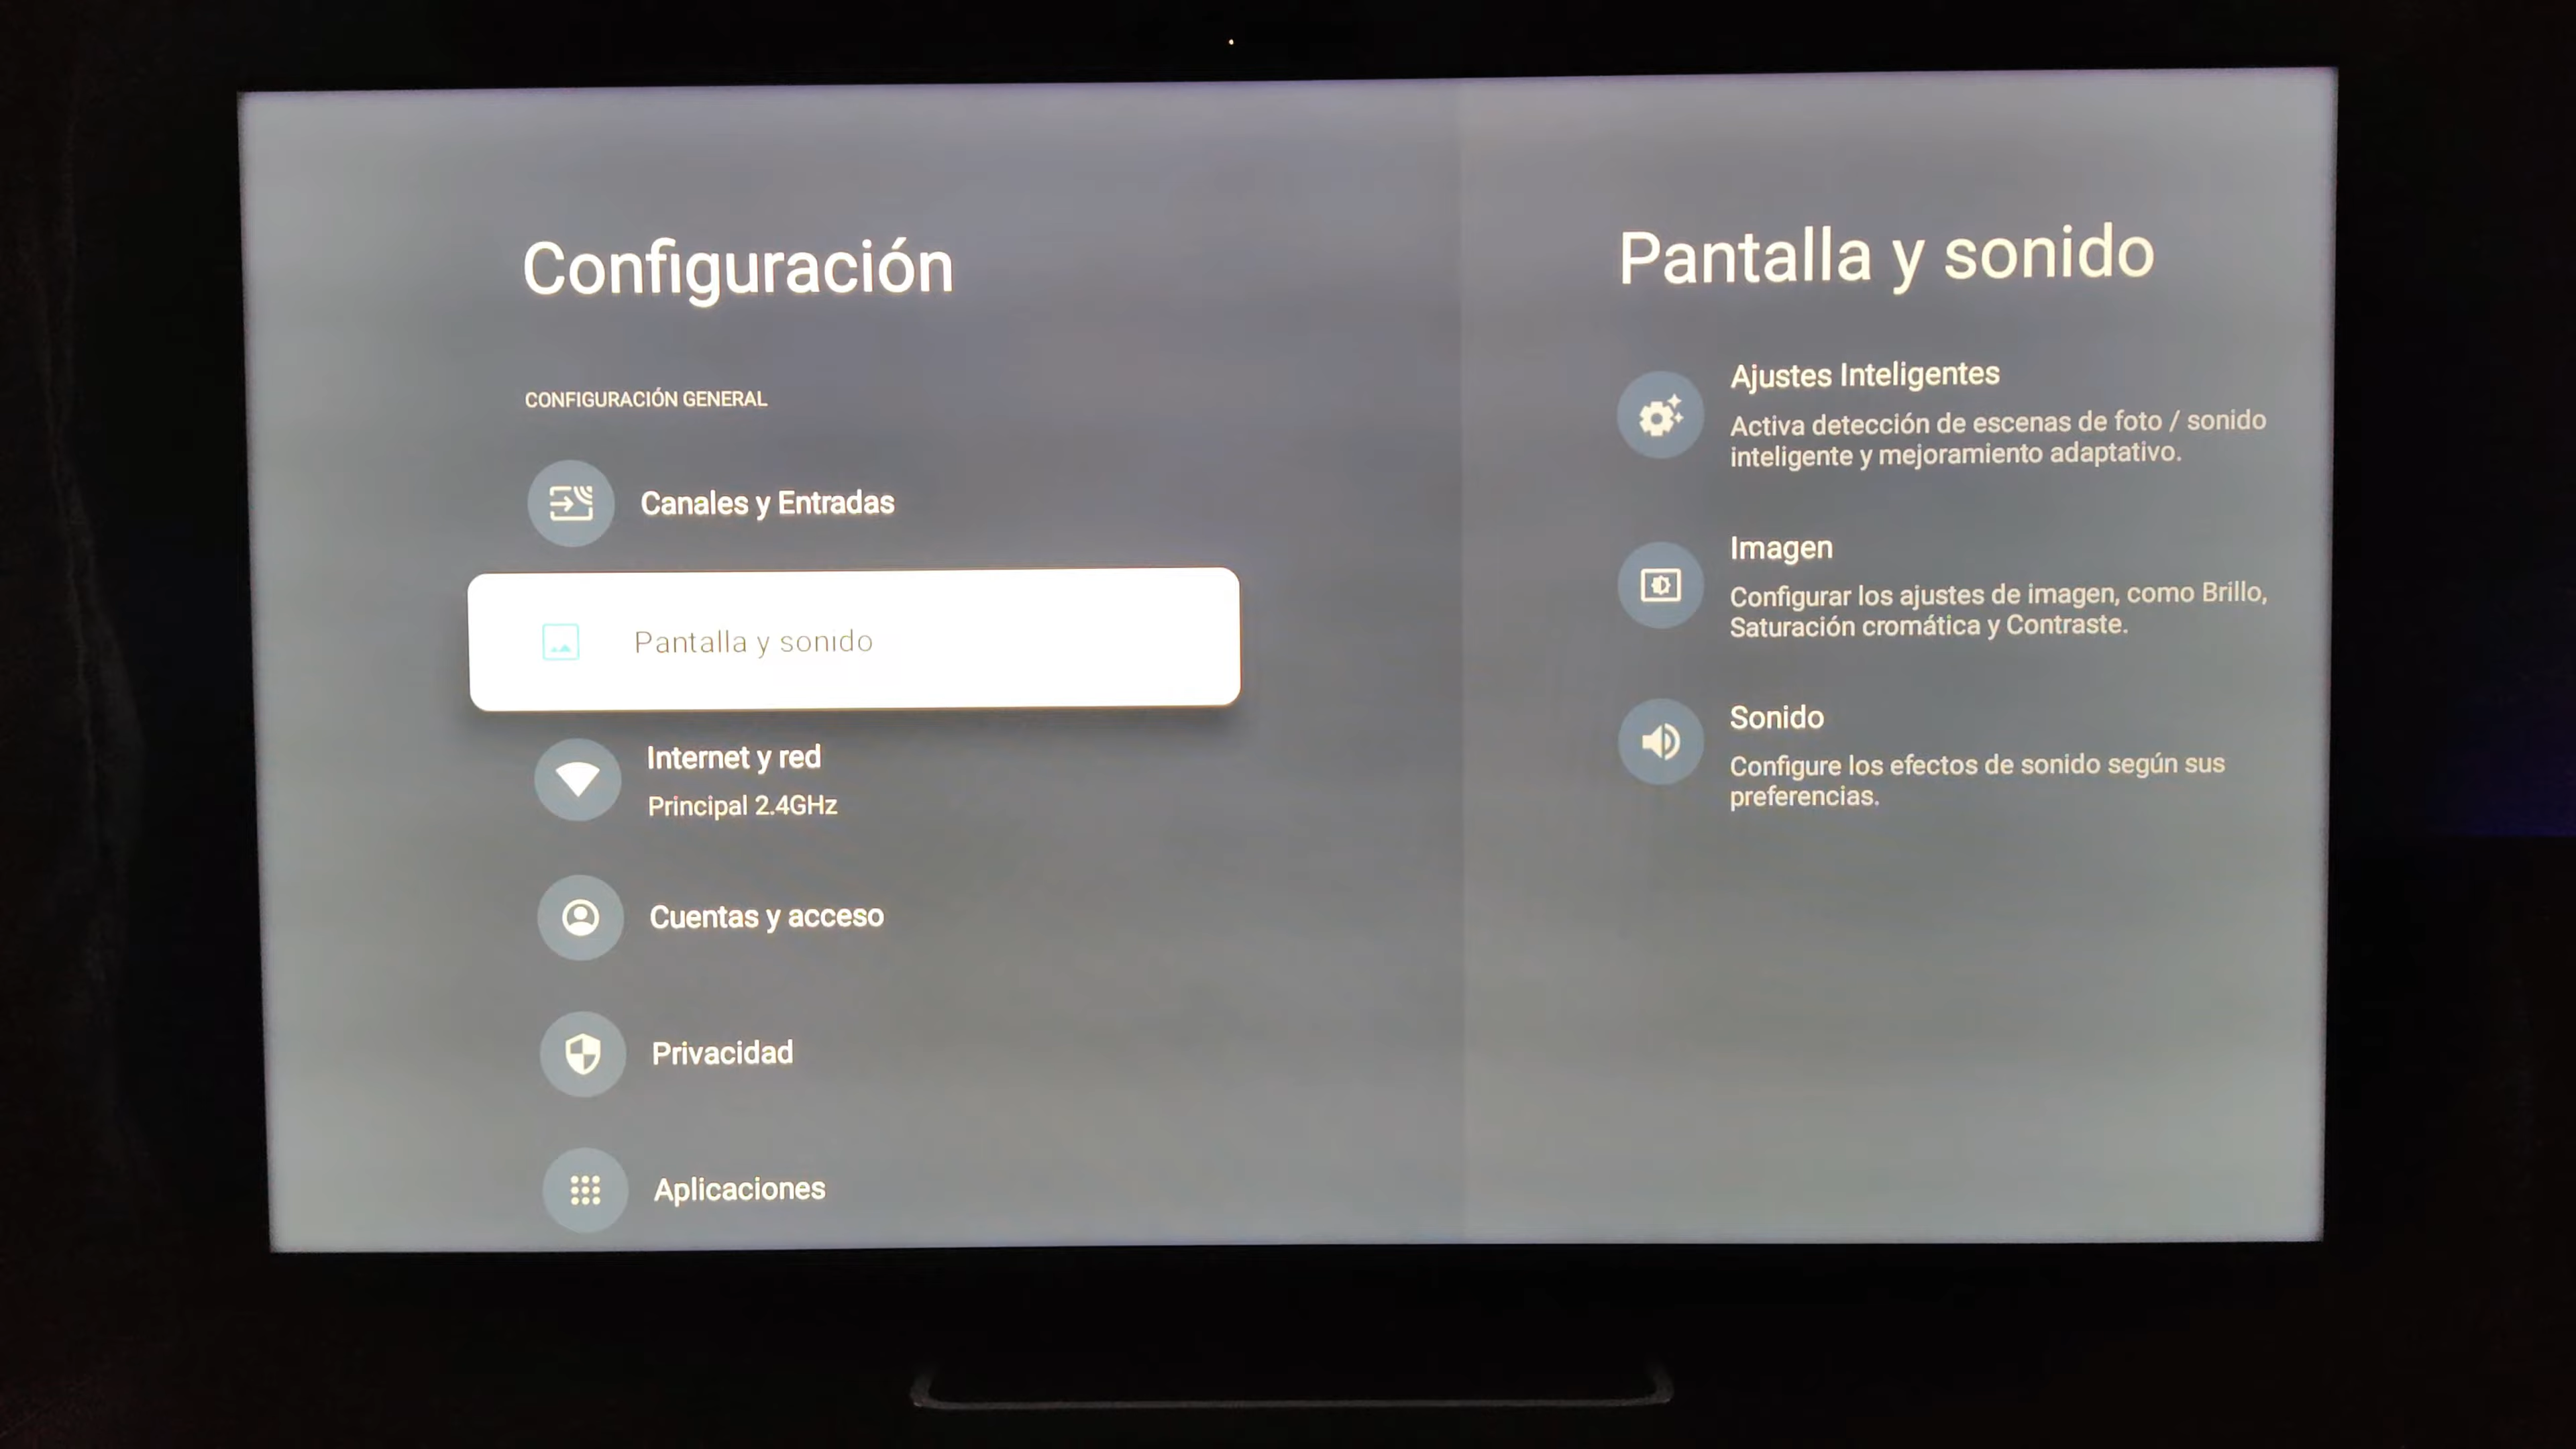 Configuración
CONFIGURACIÓN GENERAL
Canales y Entradas
Pantalla y sonido
Internet y red
Principal 2.4GHz
Cuentas y acceso
Privacidad
Aplicaciones
Pantalla y sonido
Ajustes Inteligentes
Activa detección de escenas de foto / sonido
inteligente y mejoramiento adaptativo.
Imagen
Configurar los ajustes de imagen, como Brillo,
Saturación cromática y Contraste.
Sonido
Configure los efectos de sonido según sus
preferencias.